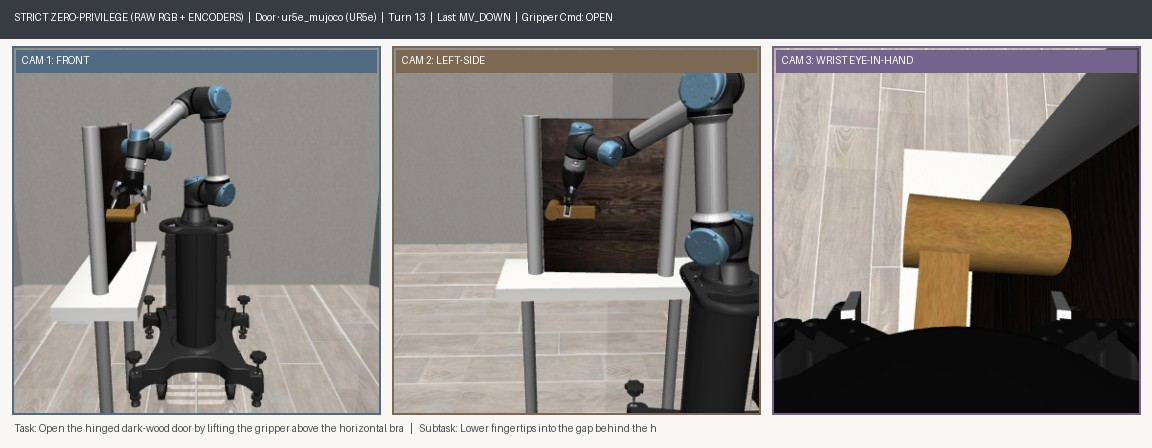 STRICT ZERO-PRIVILEGE (RAW RGB + ENCODERS) | Door · ur5e_mujoco (UR5e) | Turn 13 | Last MV_DOWN | Gripper Cmd: OPEN
CAM 1: FRONT
CAM 2: LEFT-SIDE
CAM 3: WRIST EYE-IN-HAND
Task: Open the hinged dark-wood door by lifting the gripper above the horizontal bra | Subtask: Lower fingertips into the gap behind the h